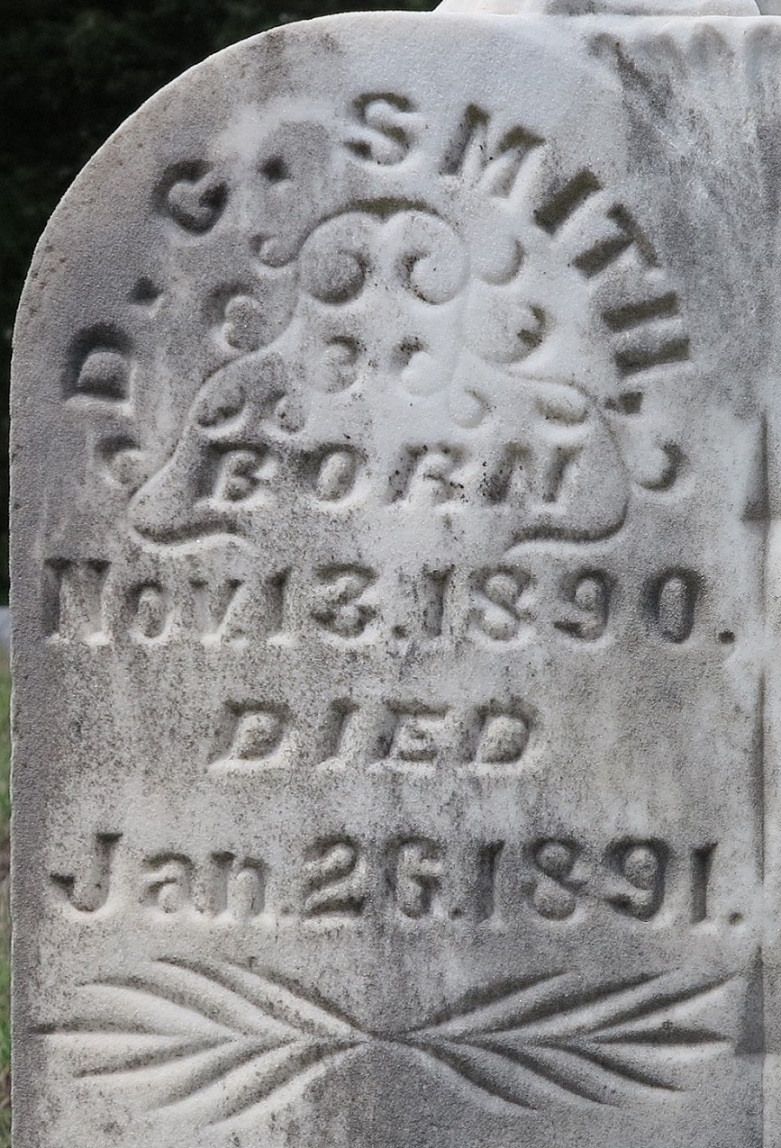 D. G. SMITH.
BORN
Nov. 13. 1890.
DIED
Jan. 26. 1891.